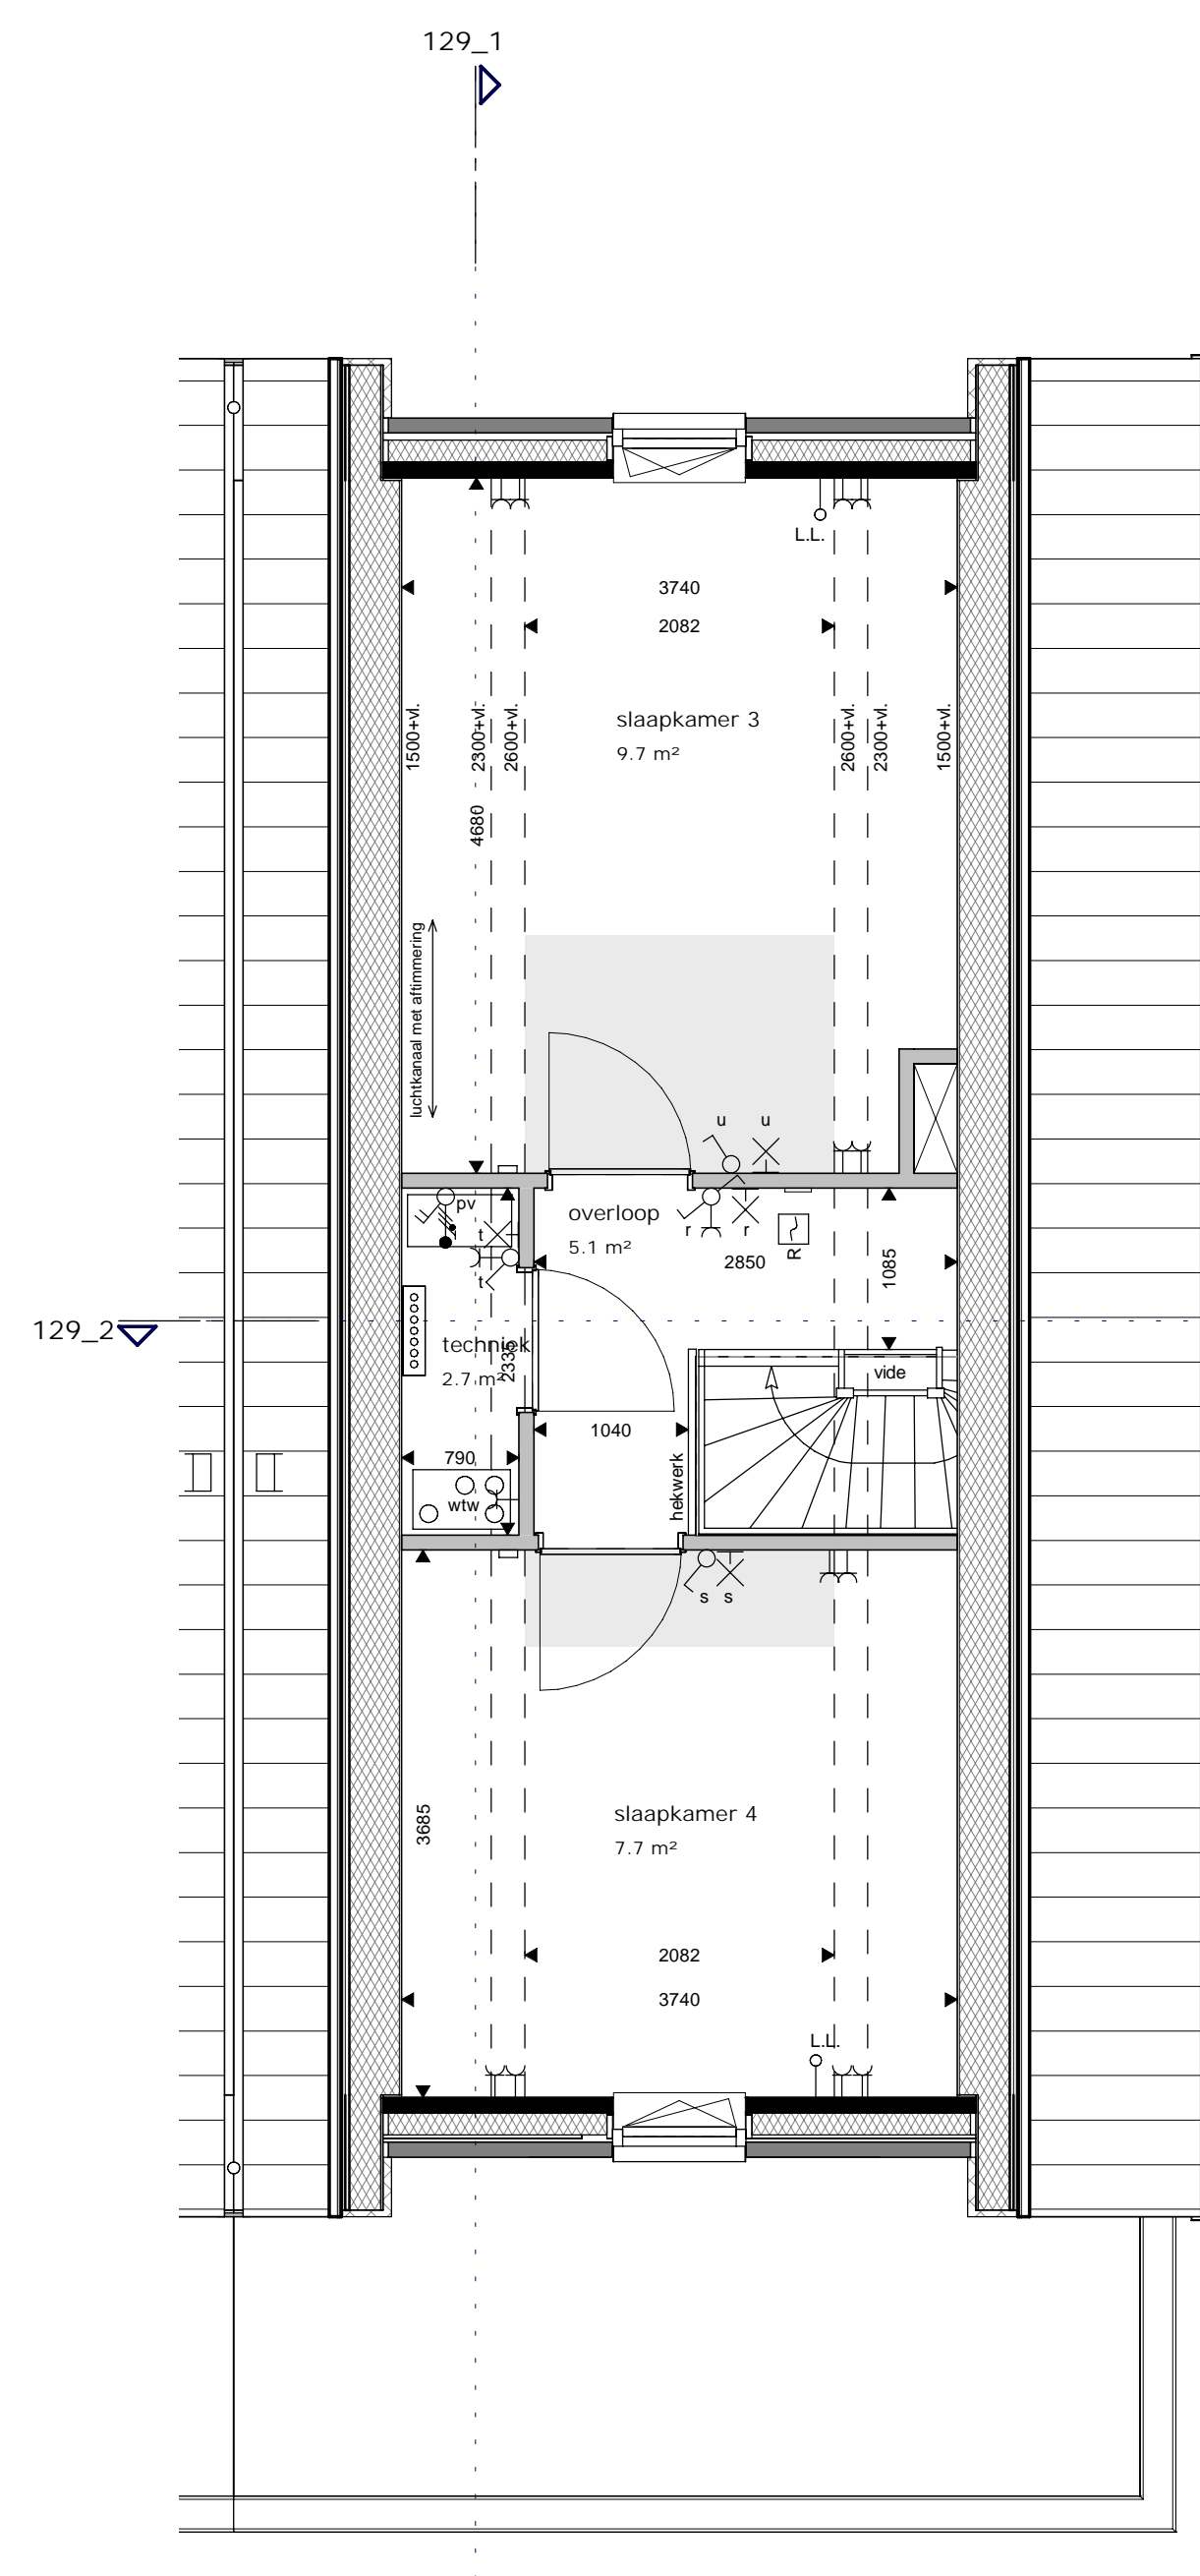 129_1
L.L.
3740
2082
slaapkamer 3
9.7 m²
1500+vl.
2300+vl.
2600+vl.
2600+vl.
2300+vl.
1500+vl.
4680
luchtkanaal met aftimmering
u
u
pv
t
t
overloop
5.1 m²
r
r
R
2850
1085
129_2
techniek
2.7 m²
2335
vide
1040
790
hekwerk
wtw
s
s
slaapkamer 4
7.7 m²
3685
2082
3740
L.L.